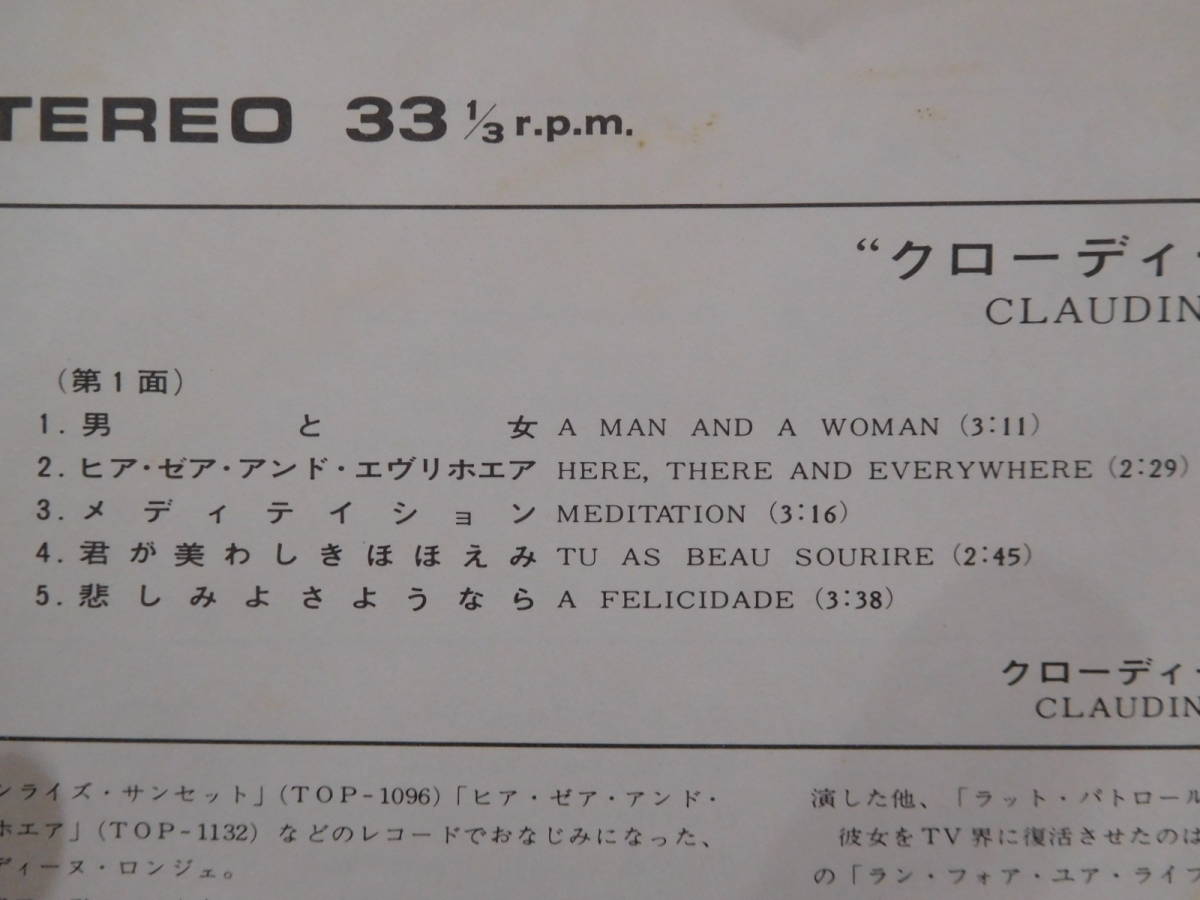 TEREO 33 1/3 r.p.m.
“クローディ
CLAUDIN
(第1面)
1. 男と女 A MAN AND A WOMAN (3:11)
2. ヒア・ゼア・アンド・エヴリホエア HERE, THERE AND EVERYWHERE (2:29)
3. メディテイション MEDITATION (3:16)
4. 君が美わしきほほえみ TU AS BEAU SOURIRE (2:45)
5. 悲しみよさようなら A FELICIDADE (3:38)
クローディ
CLAUDIN
ンライズ・サンセット」(TOP-1096)「ヒア・ゼア・アンド・
ホエア」(TOP-1132) などのレコードでおなじみになった、
ディーヌ・ロンジェ。
演した他、「ラット・パトロール
彼女をTV界に復活させたのは
の「ラン・フォア・ユア・ライフ